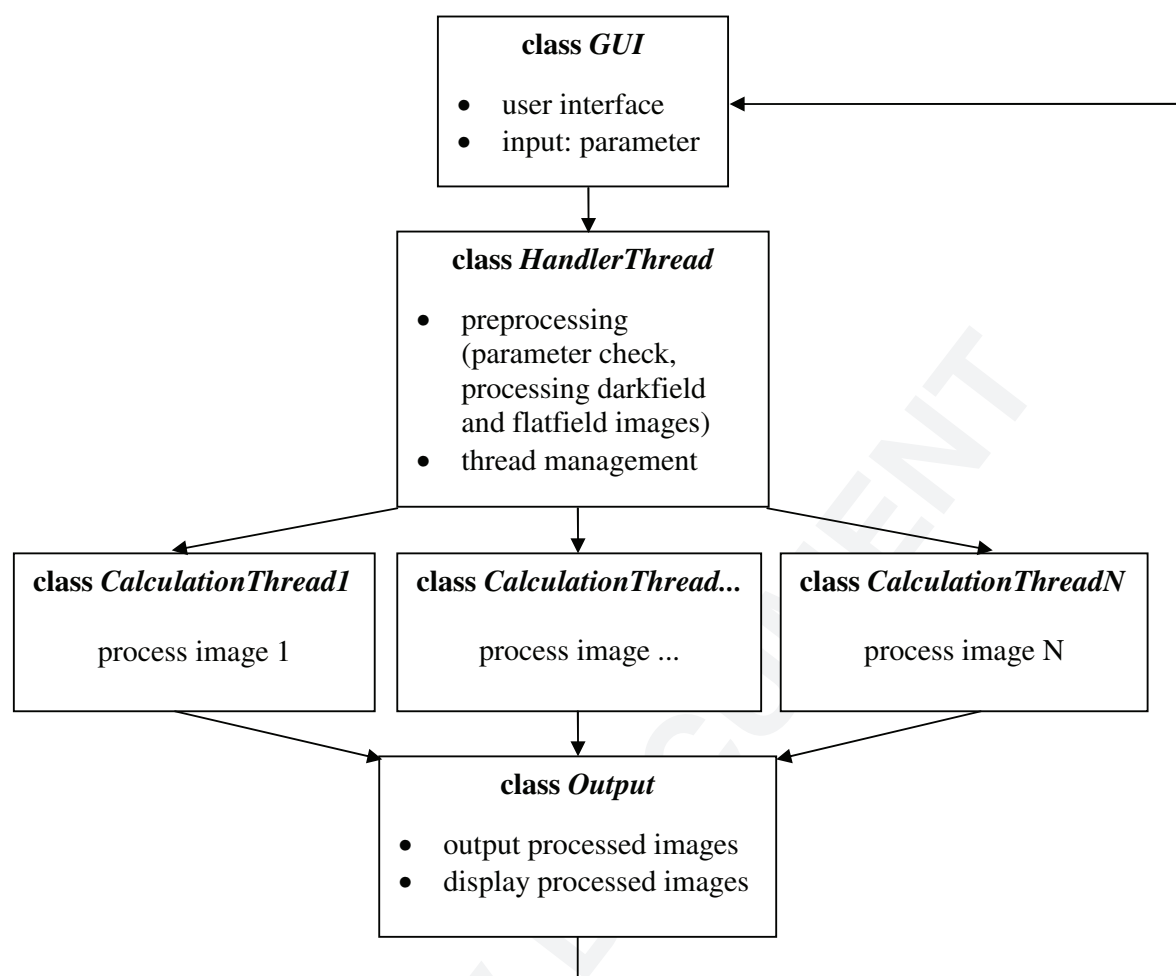 class GUI
• user interface
• input: parameter
class HandlerThread
• preprocessing
(parameter check,
processing darkfield
and flatfield images)
• thread management
class CalculationThread1
process image 1
class CalculationThread...
process image ...
class CalculationThreadN
process image N
class Output
• output processed images
• display processed images